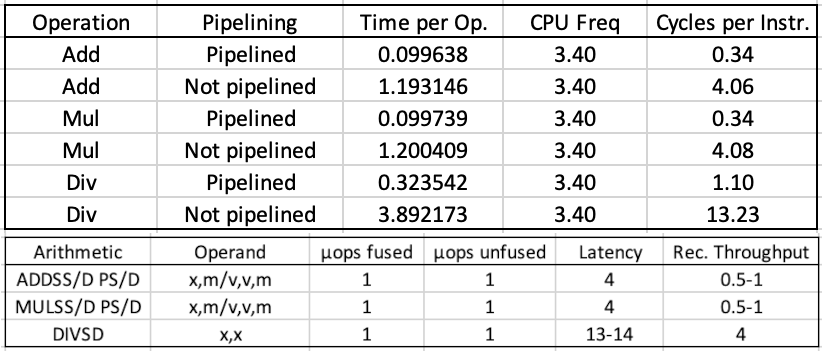 Operation Pipelining Time per Op. CPU Freq Cycles per Instr.
Add Pipelined 0.099638 3.40 0.34
Add Not pipelined 1.193146 3.40 4.06
Mul Pipelined 0.099739 3.40 0.34
Mul Not pipelined 1.200409 3.40 4.08
Div Pipelined 0.323542 3.40 1.10
Div Not pipelined 3.892173 3.40 13.23
Arithmetic Operand μops fused μops unfused Latency Rec. Throughput
ADDSS/D PS/D x,m/v,v,m 1 1 4 0.5-1
MULSS/D PS/D x,m/v,v,m 1 1 4 0.5-1
DIVSD x,x 1 1 13-14 4